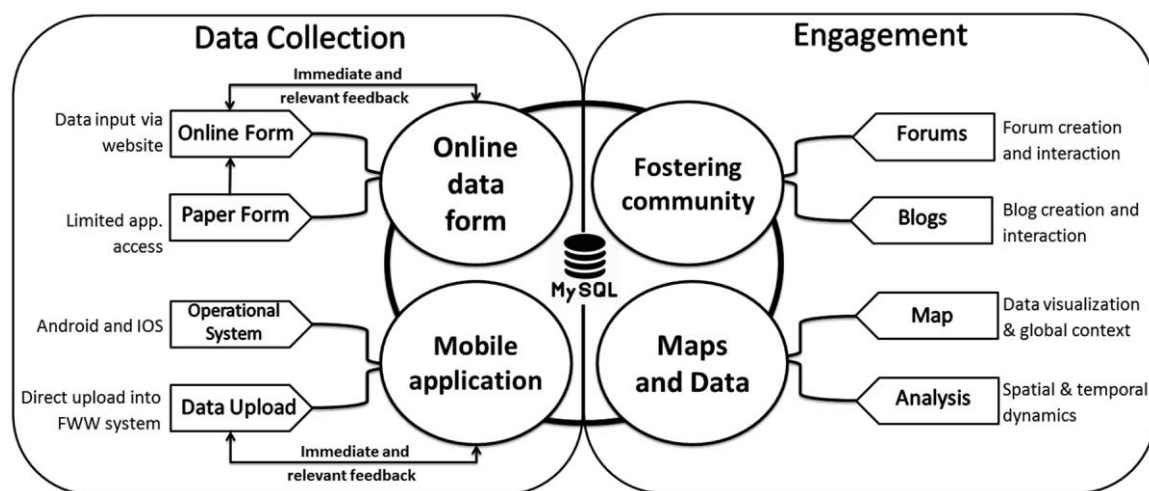 Data Collection
Immediate and
relevant feedback
Data input via
website
Online Form
Limited app.
access
Paper Form
Online
data
form
Android and IOS
Operational
System
Direct upload into
FWW system
Data Upload
Mobile
application
Immediate and
relevant feedback
MySQL
Engagement
Fostering
community
Forums
Forum creation
and interaction
Blogs
Blog creation and
interaction
Maps
and Data
Map
Data visualization
& global context
Analysis
Spatial & temporal
dynamics